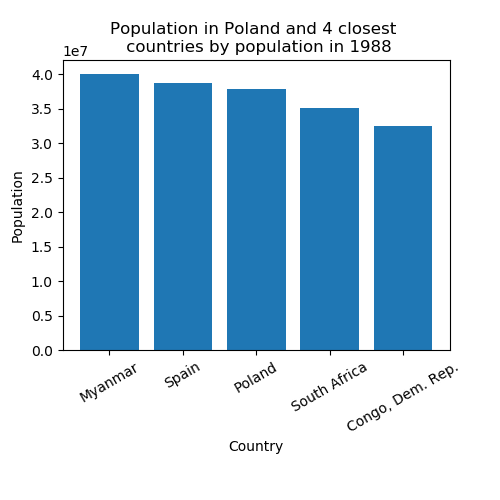 Population in Poland and 4 closest
countries by population in 1988
1e7
4.0
3.5
3.0
2.5
2.0
1.5
1.0
0.5
0.0
Population
Myanmar
Spain
Poland
South Africa
Congo, Dem. Rep.
Country